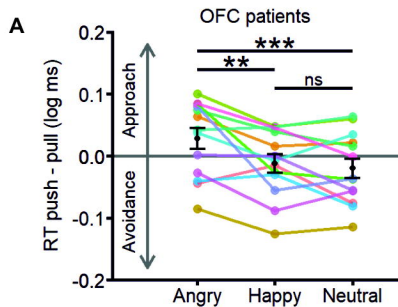 A
OFC patients
RT push - pull (log ms)
Approach
Avoidance
0.2
0.1
0.0
-0.1
-0.2
***
**
ns
Angry Happy Neutral